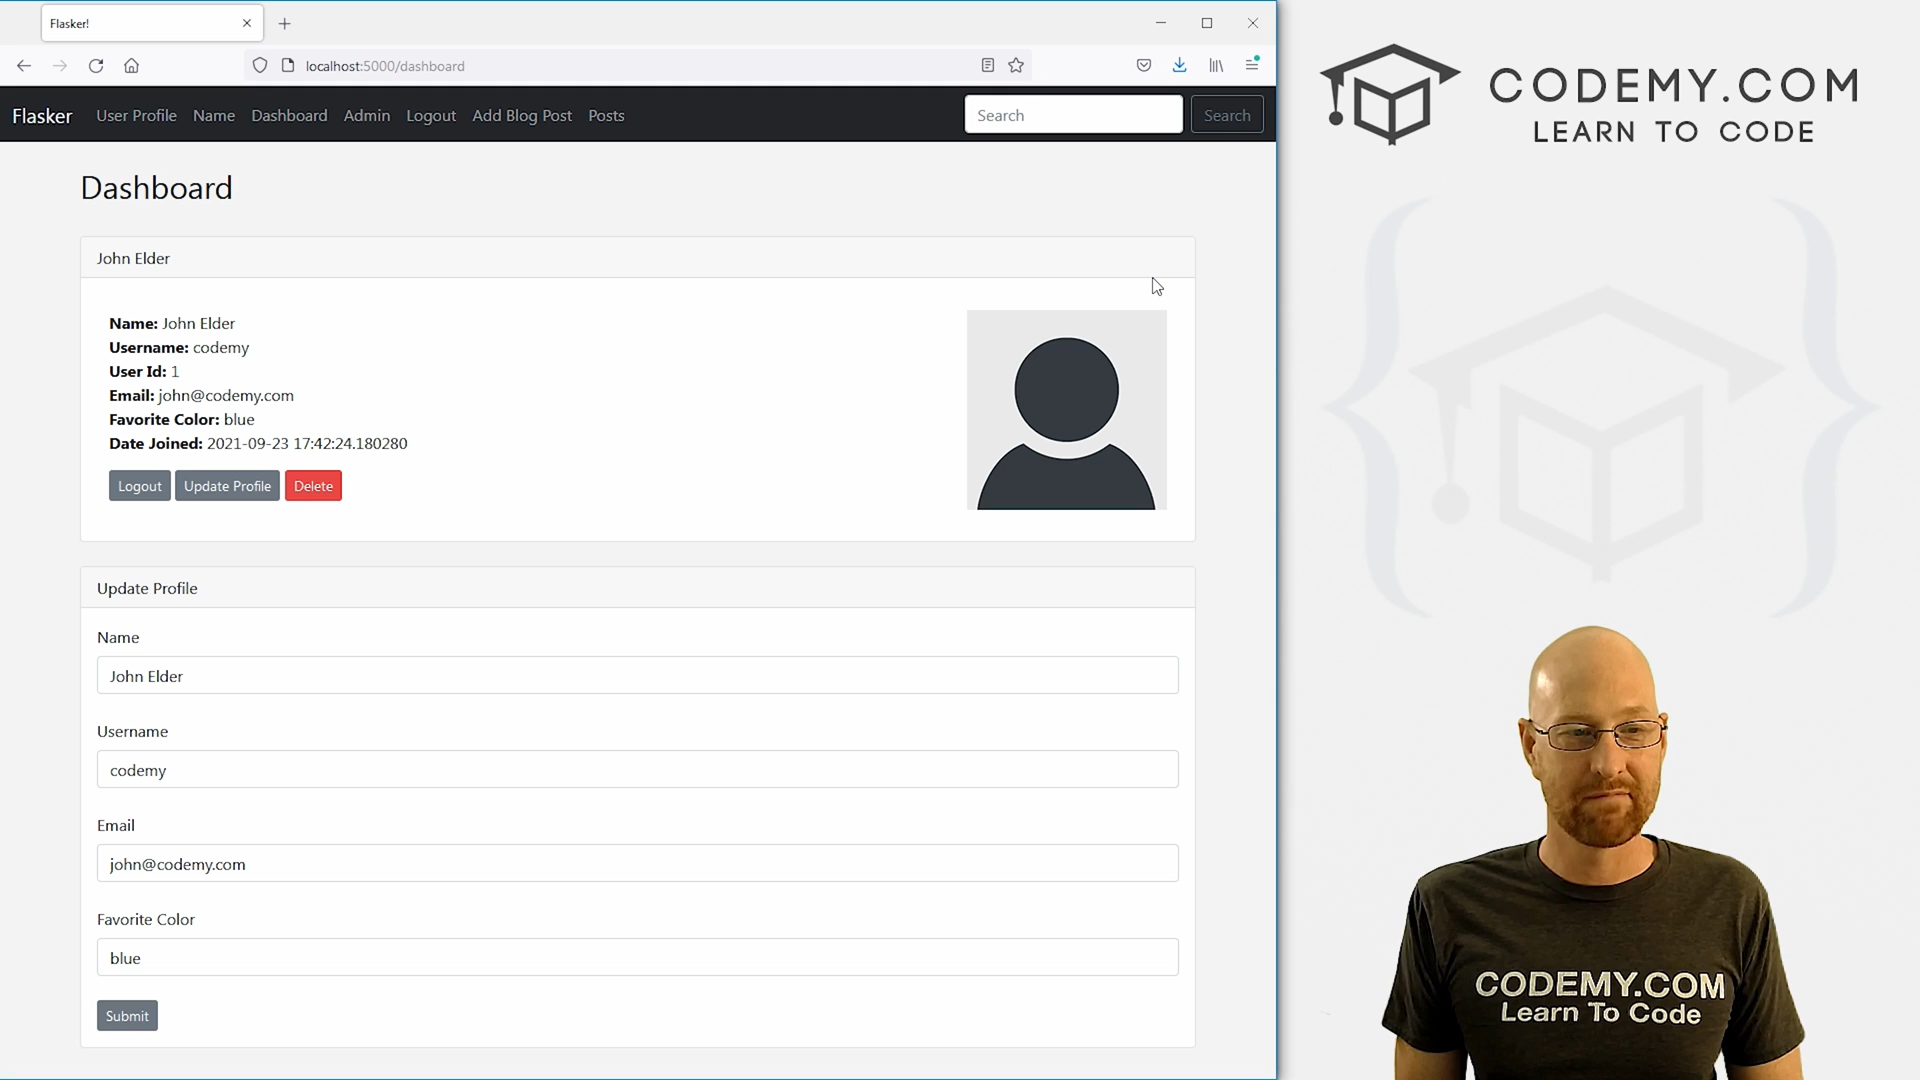 Flasker!
localhost:5000/dashboard
Flasker User Profile Name Dashboard Admin Logout Add Blog Post Posts Search Search
Dashboard
John Elder
Name: John Elder
Username: codemy
User Id: 1
Email: john@codemy.com
Favorite Color: blue
Date Joined: 2021-09-23 17:42:24.180280
Logout Update Profile Delete
Update Profile
Name
John Elder
Username
codemy
Email
john@codemy.com
Favorite Color
blue
Submit
CODEMY.COM
LEARN TO CODE
CODEMY.COM
Learn To Code